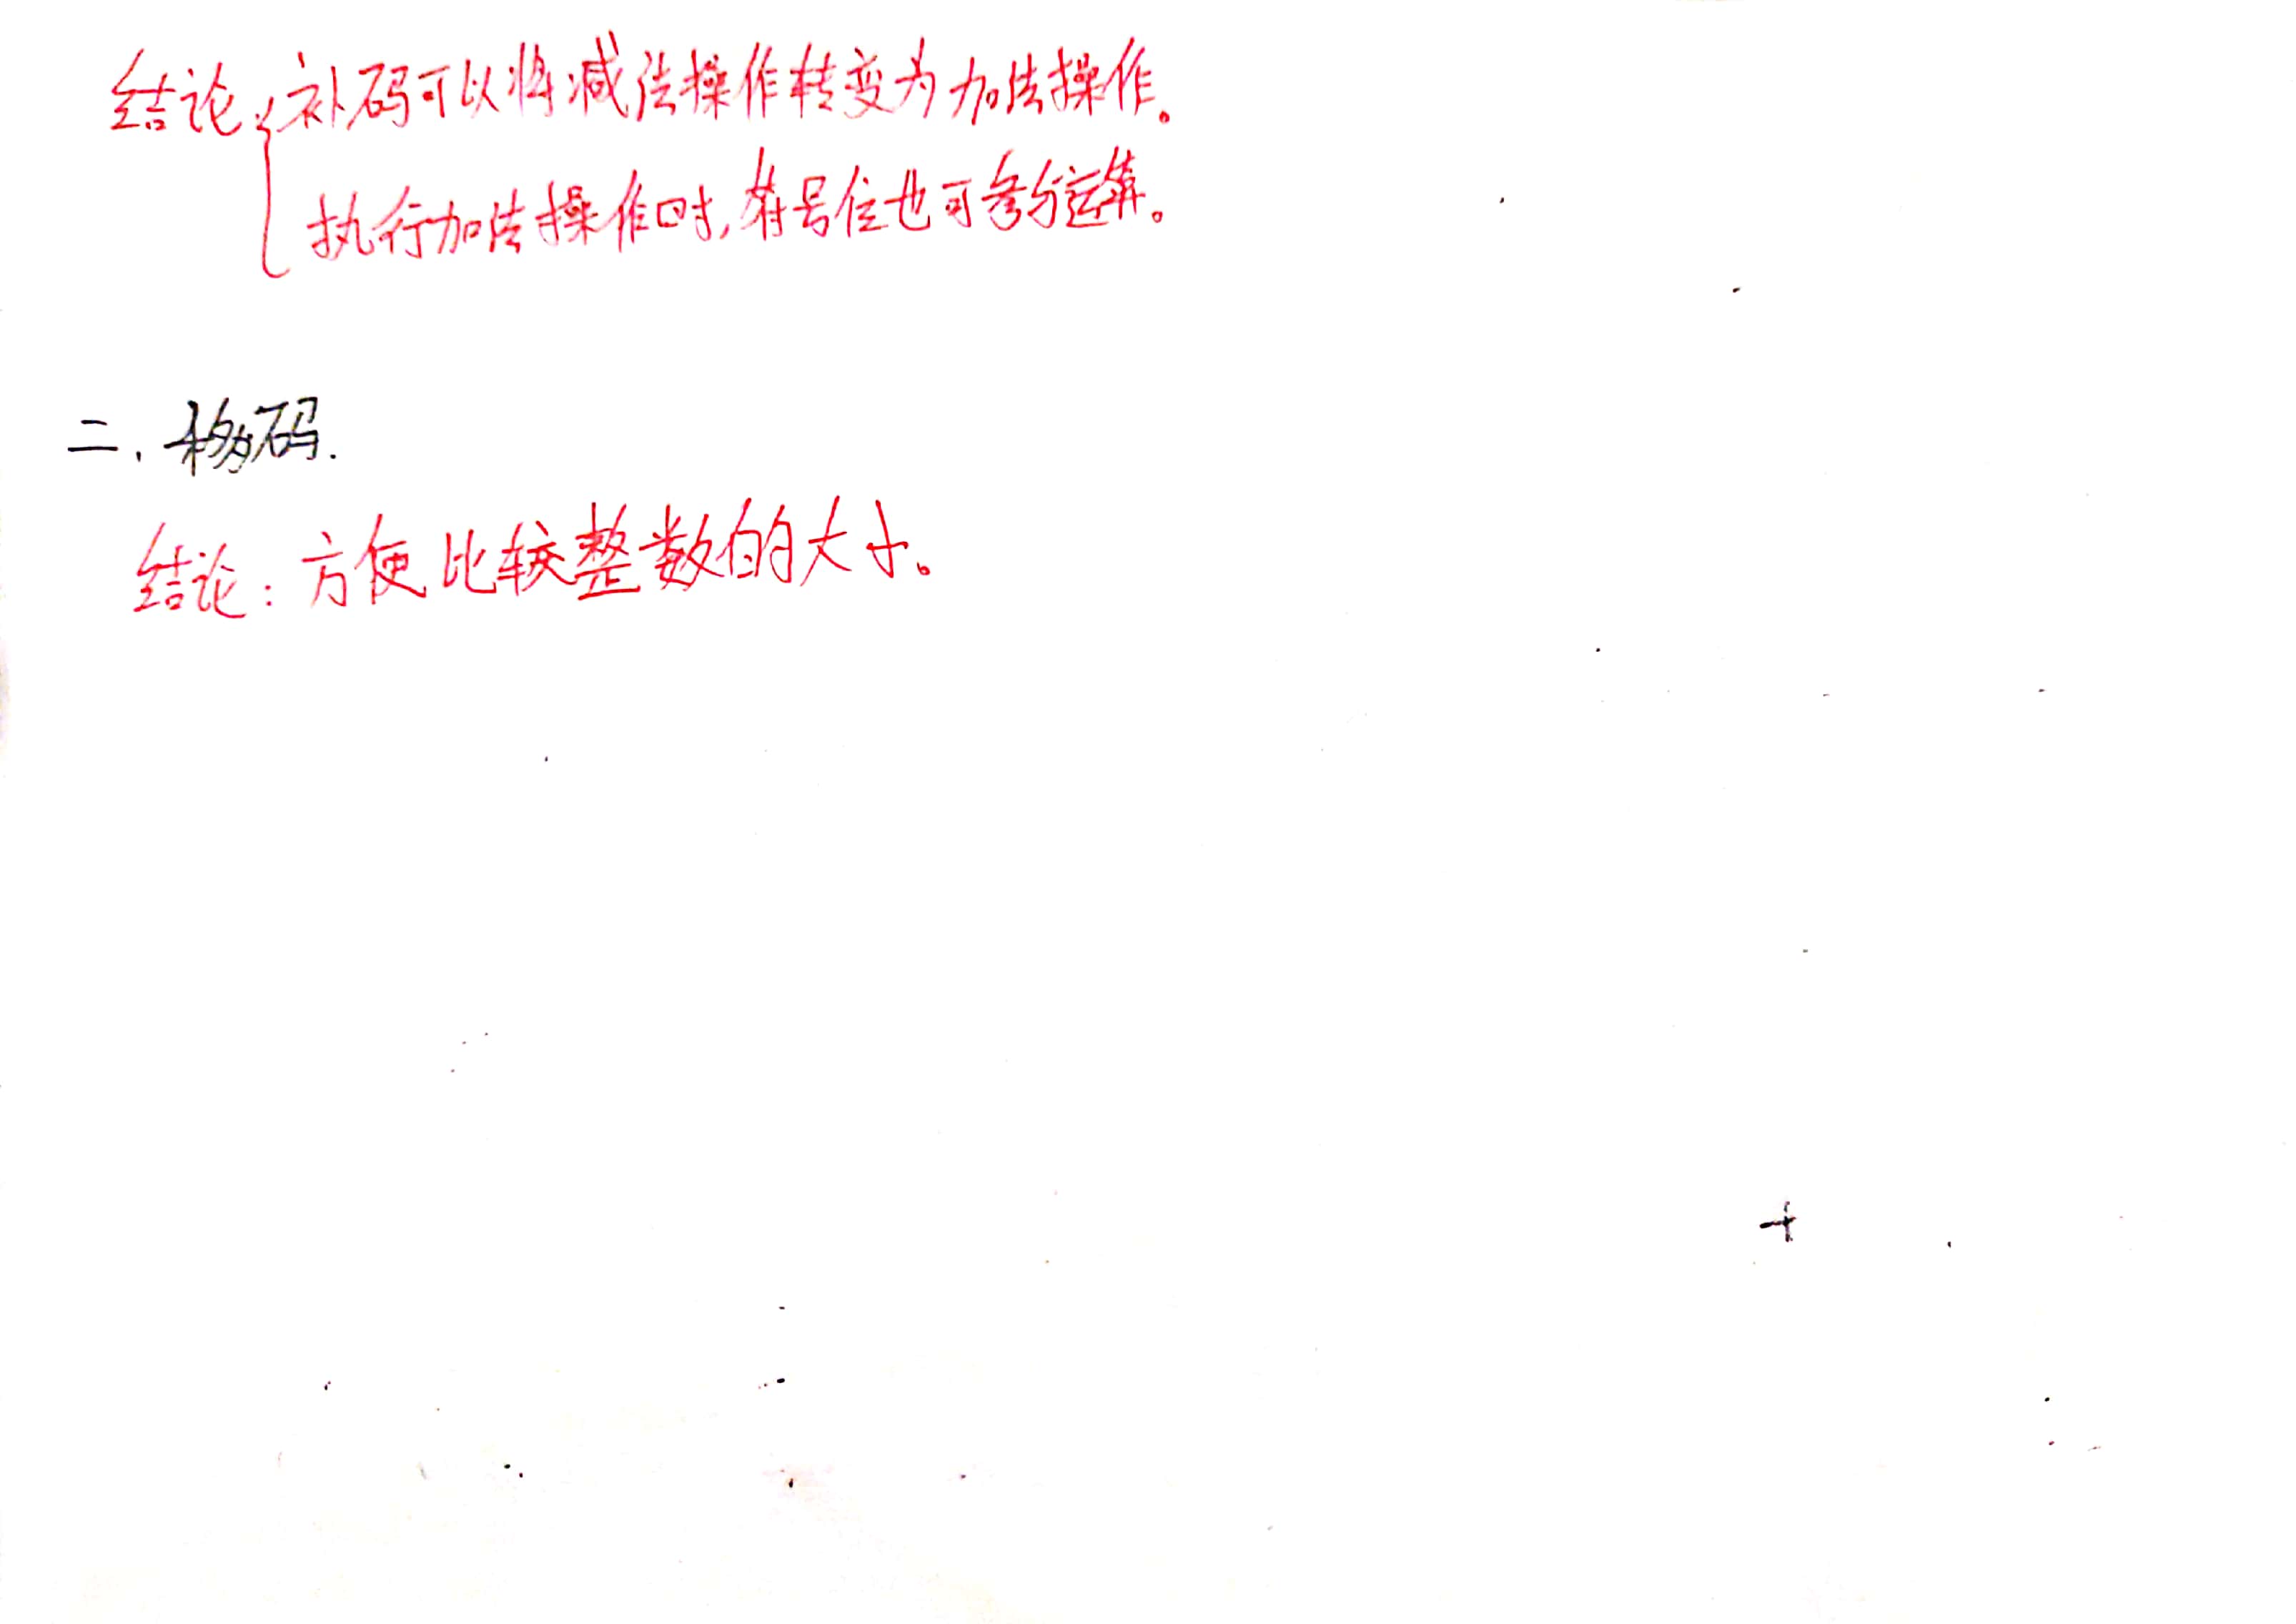 结论:补码可以将减法操作转变为加法操作。
执行加法操作时,符号位也可参与运算。
二、移码.
结论:方便比较整数的大小。